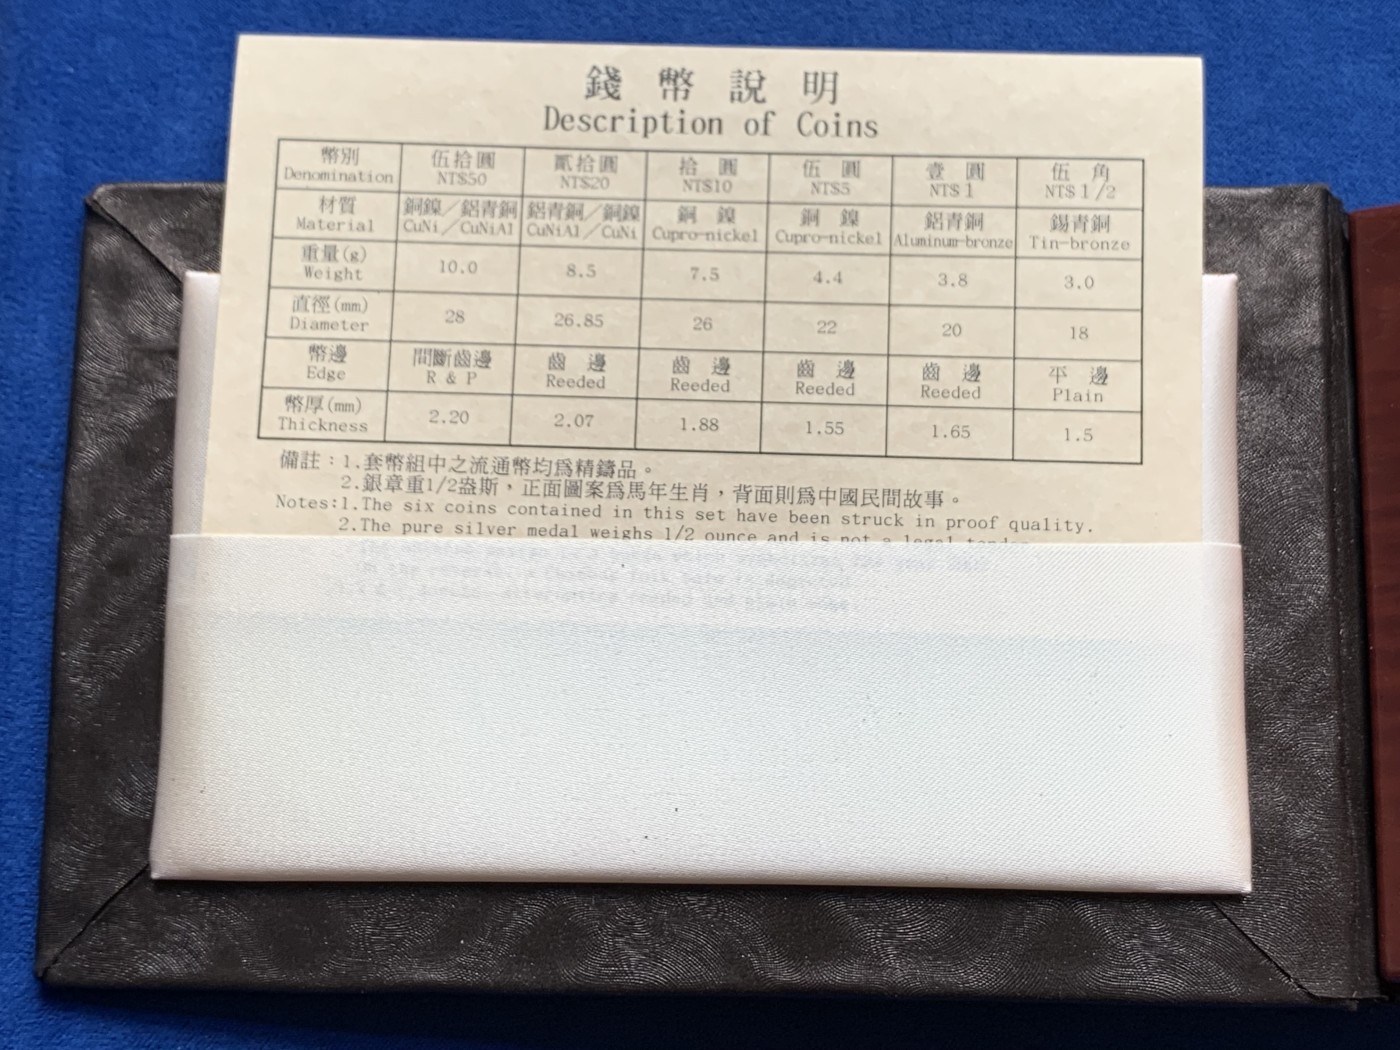 錢幣說明
Description of Coins
幣別 伍拾圓 貳拾圓 拾圓 伍圓 壹圓 伍角
Denomination NT$50 NT$20 NT$10 NT$5 NT$1 NT$1/2
材質 銅鎳／鋁青銅 鋁青銅／銅鎳 銅鎳 銅鎳 鋁青銅 錫青銅
Material CuNi／CuNiAl CuNiAl／CuNi Cupro-nickel Cupro-nickel Aluminum-bronze Tin-bronze
重量(g)
Weight 10.0 8.5 7.5 4.4 3.8 3.0
直徑(mm)
Diameter 28 26.85 26 22 20 18
幣邊 間斷齒邊 齒邊 齒邊 齒邊 齒邊 平邊
Edge R & P Reeded Reeded Reeded Reeded Plain
幣厚(mm)
Thickness 2.20 2.07 1.88 1.55 1.65 1.5
備註：1.套幣組中之流通幣均爲精鑄品。
2.銀章重1/2盎斯，正面圖案爲馬年生肖，背面則爲中國民間故事。
Notes:1.The six coins contained in this set have been struck in proof quality.
2.The pure silver medal weighs 1/2 ounce and is not a legal tender.